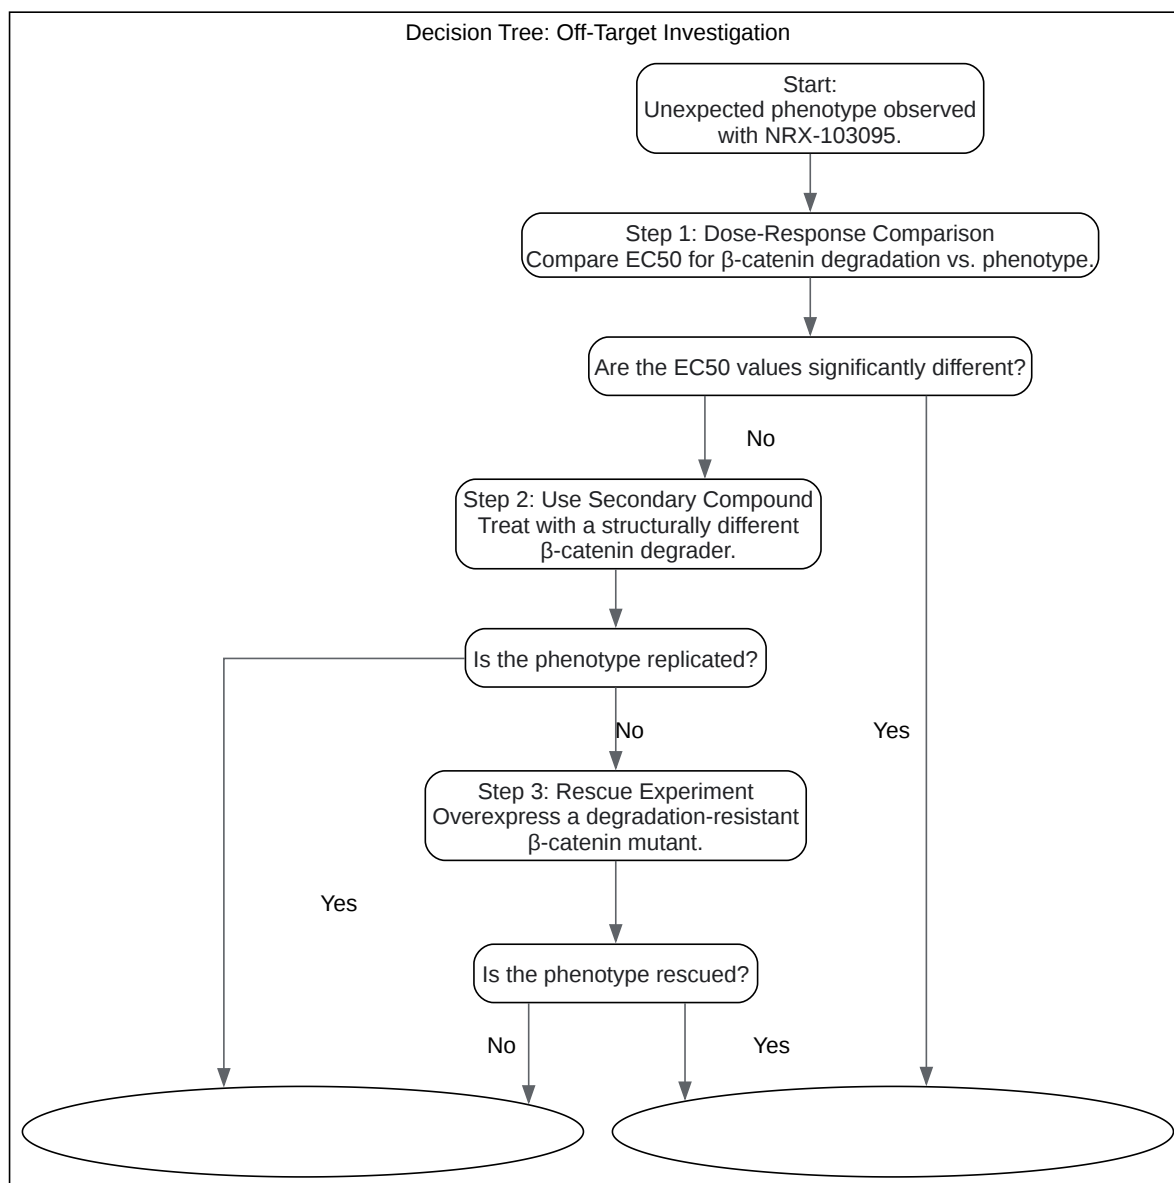 Decision Tree: Off-Target Investigation
Start:
Unexpected phenotype observed
with NRX-103095.
Step 1: Dose-Response Comparison
Compare EC50 for β-catenin degradation vs. phenotype.
Are the EC50 values significantly different?
No
Step 2: Use Secondary Compound
Treat with a structurally different
β-catenin degrader.
Is the phenotype replicated?
No
Yes
Step 3: Rescue Experiment
Overexpress a degradation-resistant
β-catenin mutant.
Yes
Is the phenotype rescued?
No
Yes